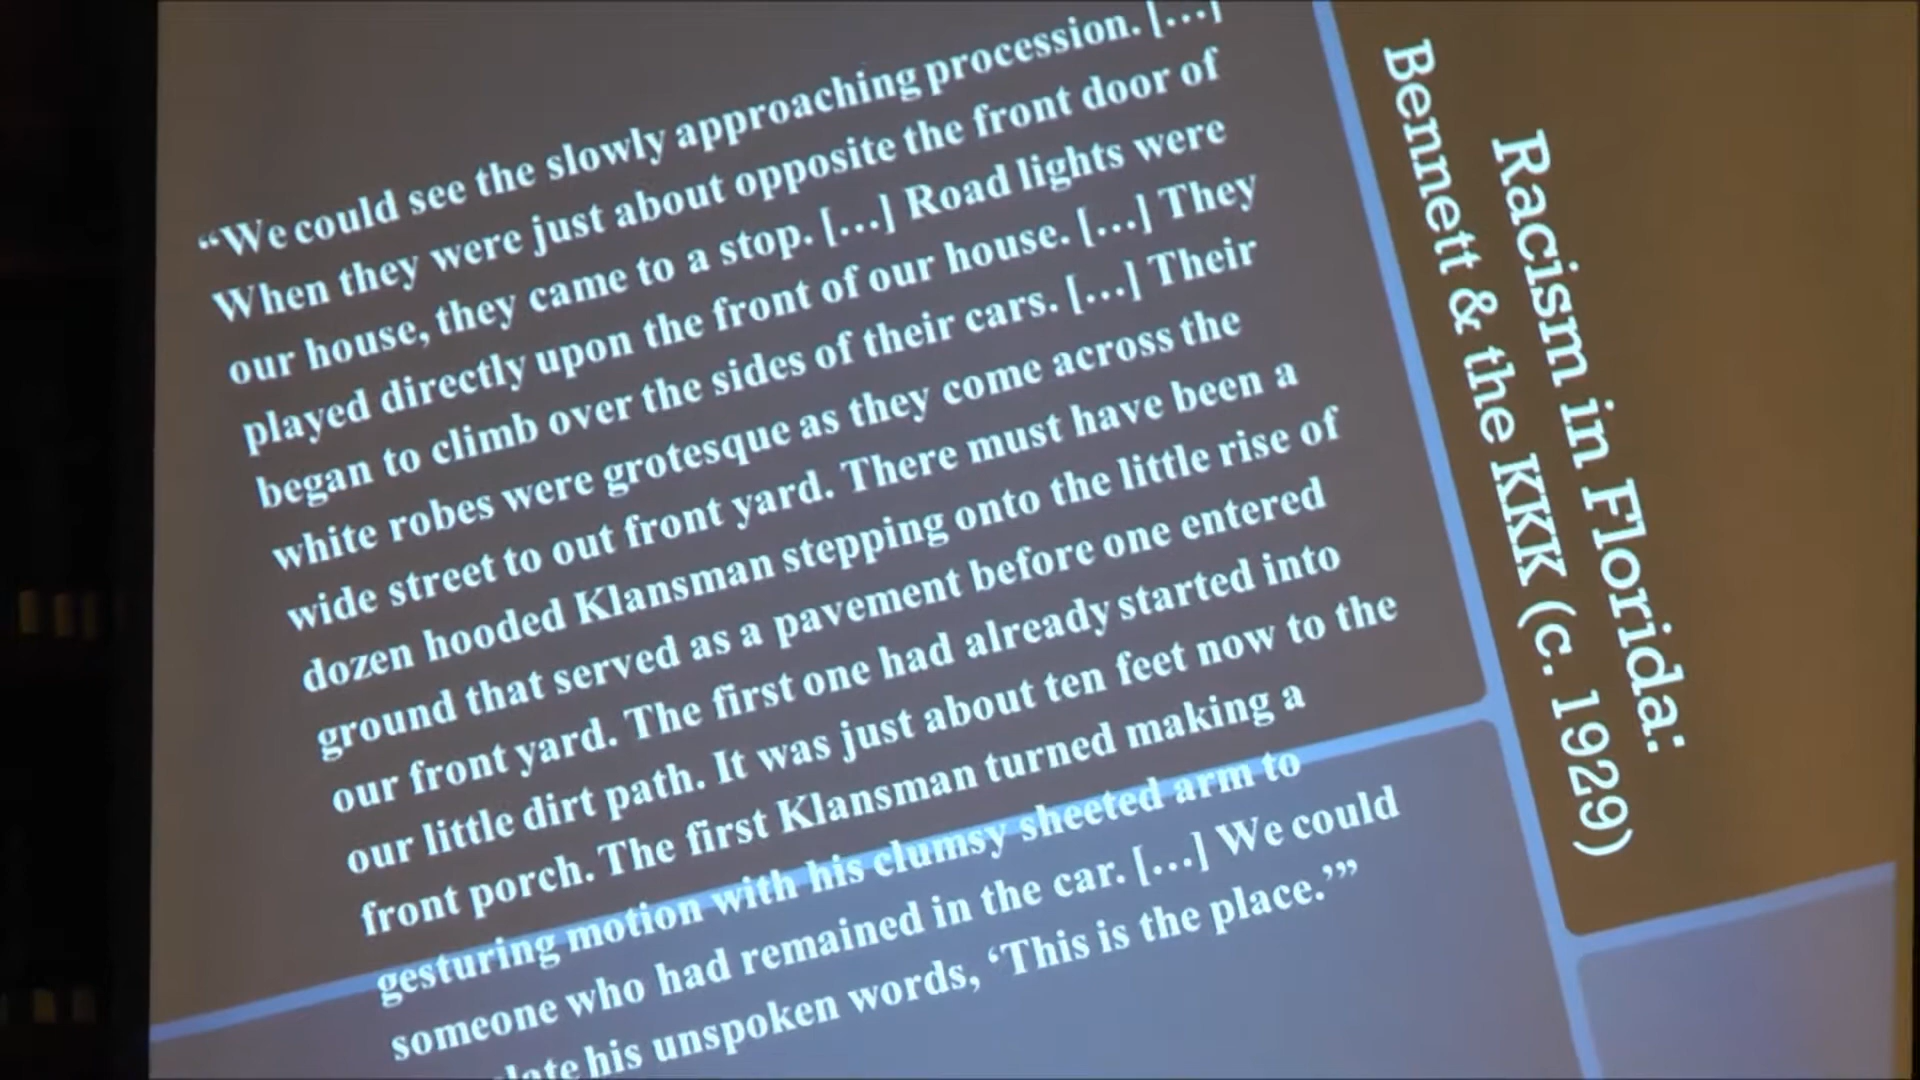 Racism in Florida:
Bennett & the KKK (c. 1929)
“We could see the slowly approaching procession. […]
When they were just about opposite the front door of
our house, they came to a stop. […] Road lights were
played directly upon the front of our house. […] They
began to climb over the sides of their cars. […] Their
white robes were grotesque as they come across the
wide street to out front yard. There must have been a
dozen hooded Klansman stepping onto the little rise of
ground that served as a pavement before one entered
our front yard. The first one had already started into
our little dirt path. It was just about ten feet now to the
front porch. The first Klansman turned making a
gesturing motion with his clumsy sheeted arm to
someone who had remained in the car. […] We could
his unspoken words, ‘This is the place.’”